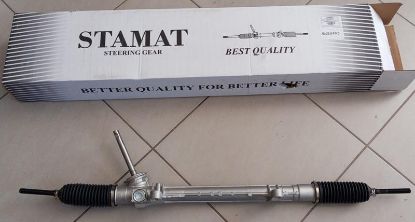 STAMAT
STEERING GEAR
BEST QUALITY
BETTER QUALITY FOR BETTER LIFE